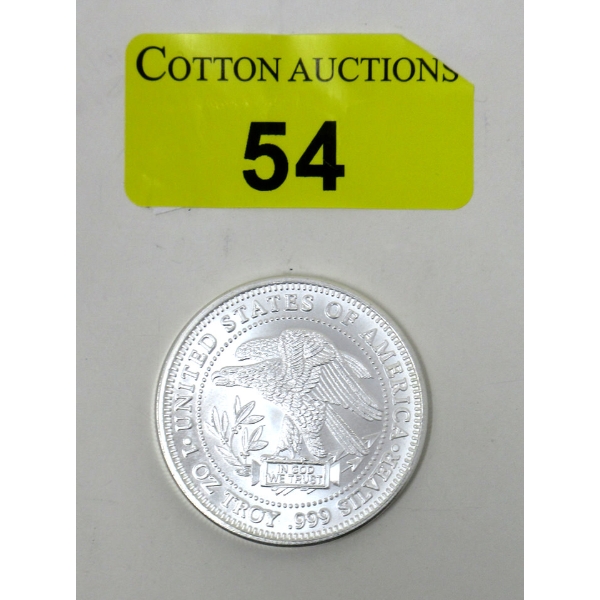 COTTON AUCTIONS
54
UNITED STATES OF AMERICA
IN GOD
WE TRUST
1 OZ TROY .999 SILVER